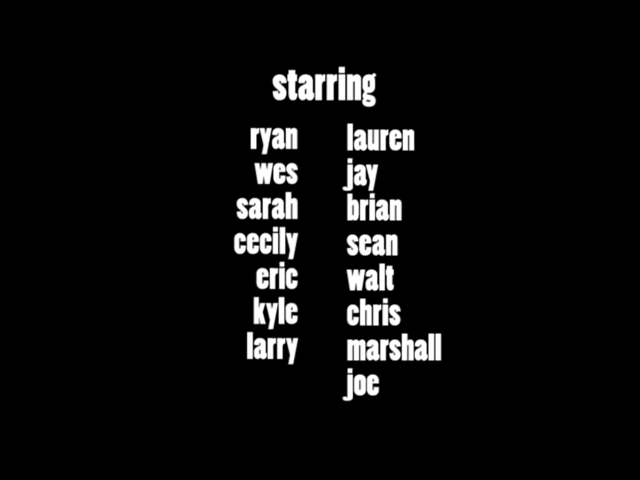 starring
ryan lauren
wes jay
sarah brian
cecily sean
eric walt
kyle chris
larry marshall
joe